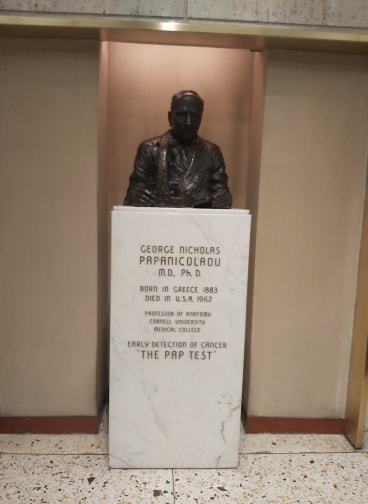 GEORGE NICHOLAS
PAPANICOLAOU
M.D., Ph. D.
BORN IN GREECE 1883
DIED IN U.S.A. 1962
PROFESSOR OF ANATOMY
CORNELL UNIVERSITY
MEDICAL COLLEGE
EARLY DETECTION OF CANCER
"THE PAP TEST"